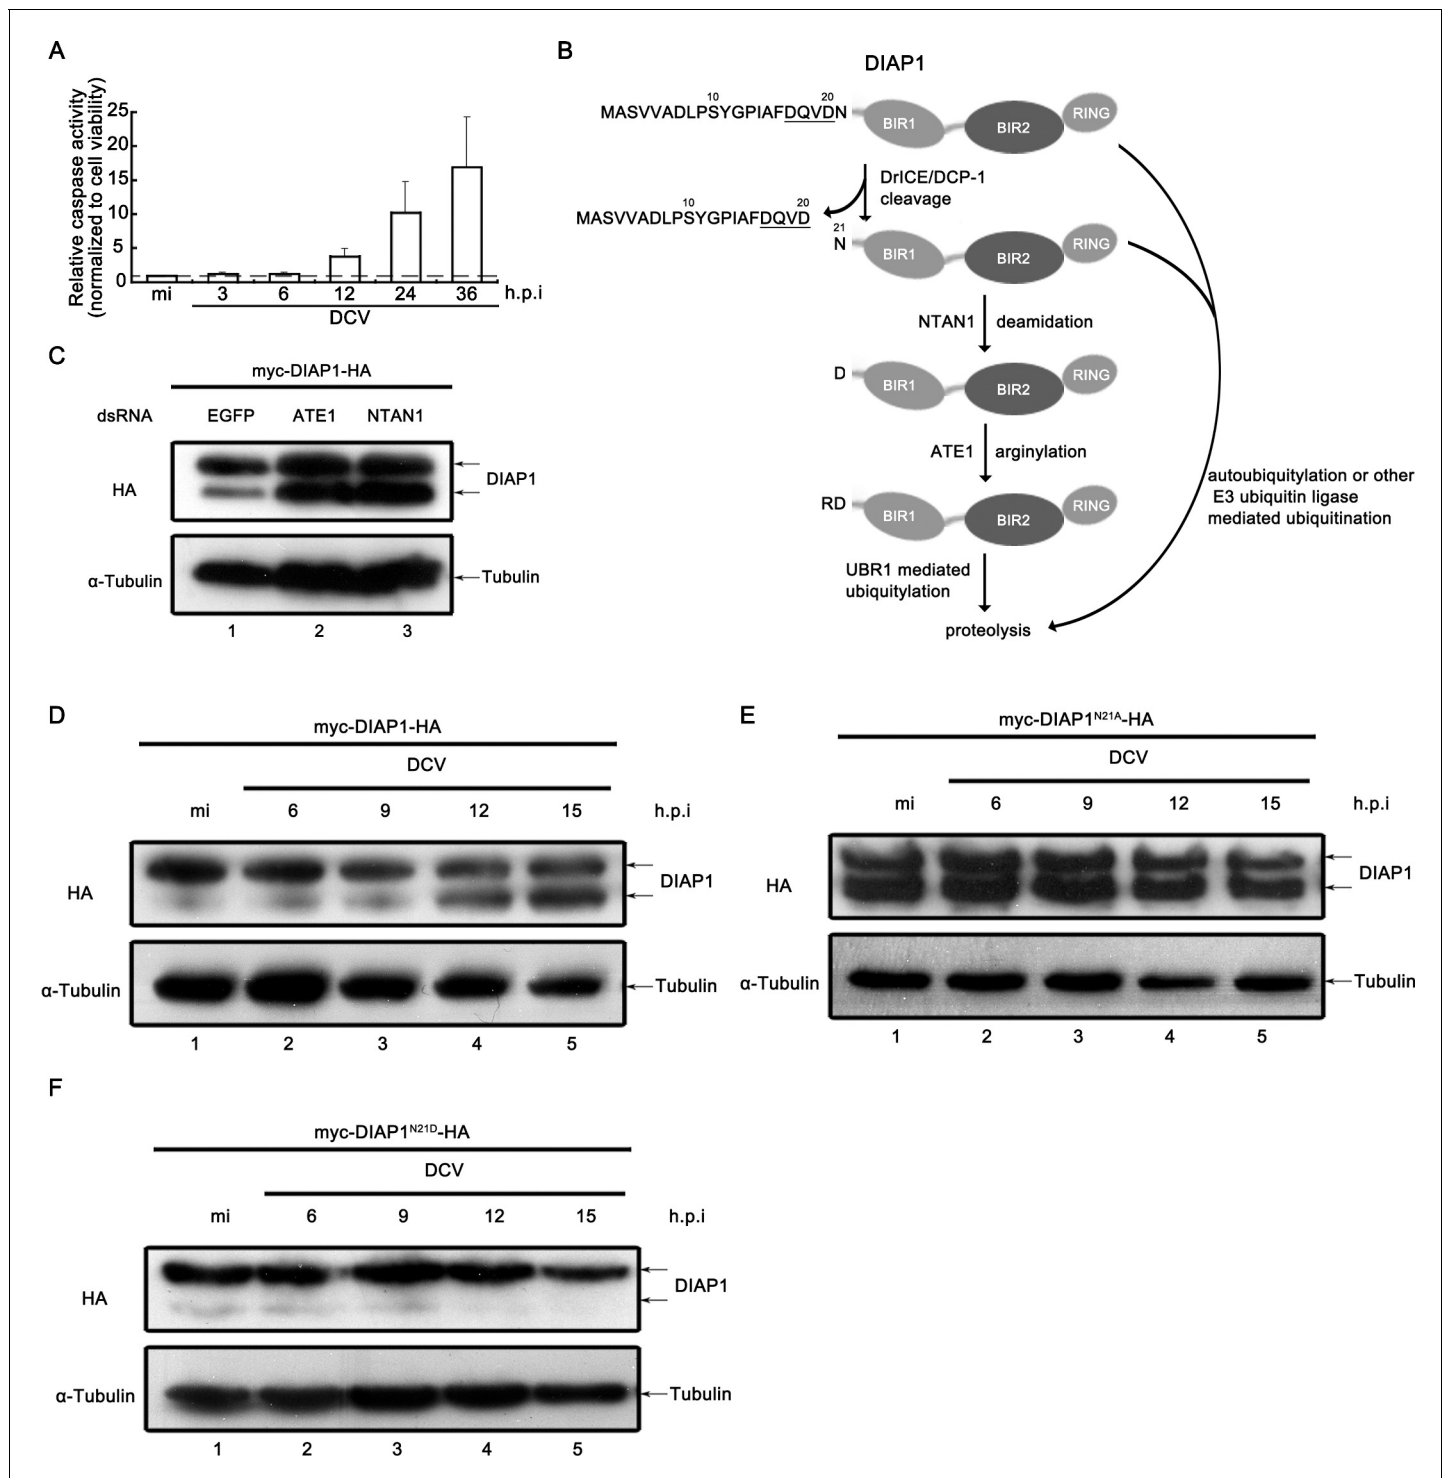 A
Relative caspase activity
(normalized to cell viability)
25
20
15
10
5
0
mi 3 6 12 24 36 h.p.i
DCV
B
DIAP1
10 20
MASVVADLPSYGPIAFDQVDN
BIR1 BIR2 RING
DrICE/DCP-1
cleavage
10 20
MASVVADLPSYGPIAFDQVD
21
N
BIR1 BIR2 RING
NTAN1 deamidation
D
BIR1 BIR2 RING
ATE1 arginylation
RD
BIR1 BIR2 RING
UBR1 mediated
ubiquitylation
proteolysis
autoubiquitylation or other
E3 ubiquitin ligase
mediated ubiquitination
C
myc-DIAP1-HA
dsRNA EGFP ATE1 NTAN1
HA DIAP1
α-Tubulin Tubulin
1 2 3
D
myc-DIAP1-HA
DCV
mi 6 9 12 15 h.p.i
HA DIAP1
α-Tubulin Tubulin
1 2 3 4 5
E
myc-DIAP1N21A-HA
DCV
mi 6 9 12 15 h.p.i
HA DIAP1
α-Tubulin Tubulin
1 2 3 4 5
F
myc-DIAP1N21D-HA
DCV
mi 6 9 12 15 h.p.i
HA DIAP1
α-Tubulin Tubulin
1 2 3 4 5